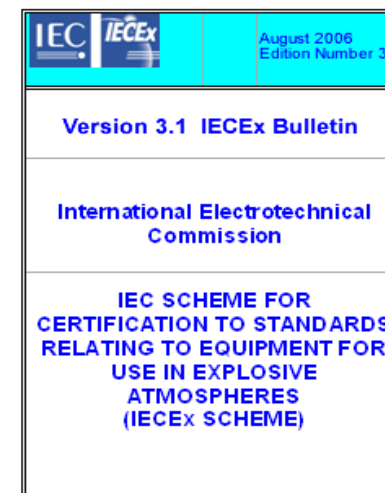 IEC IECEx
August 2006
Edition Number 3
Version 3.1 IECEx Bulletin
International Electrotechnical
Commission
IEC SCHEME FOR
CERTIFICATION TO STANDARDS
RELATING TO EQUIPMENT FOR
USE IN EXPLOSIVE
ATMOSPHERES
(IECEx SCHEME)